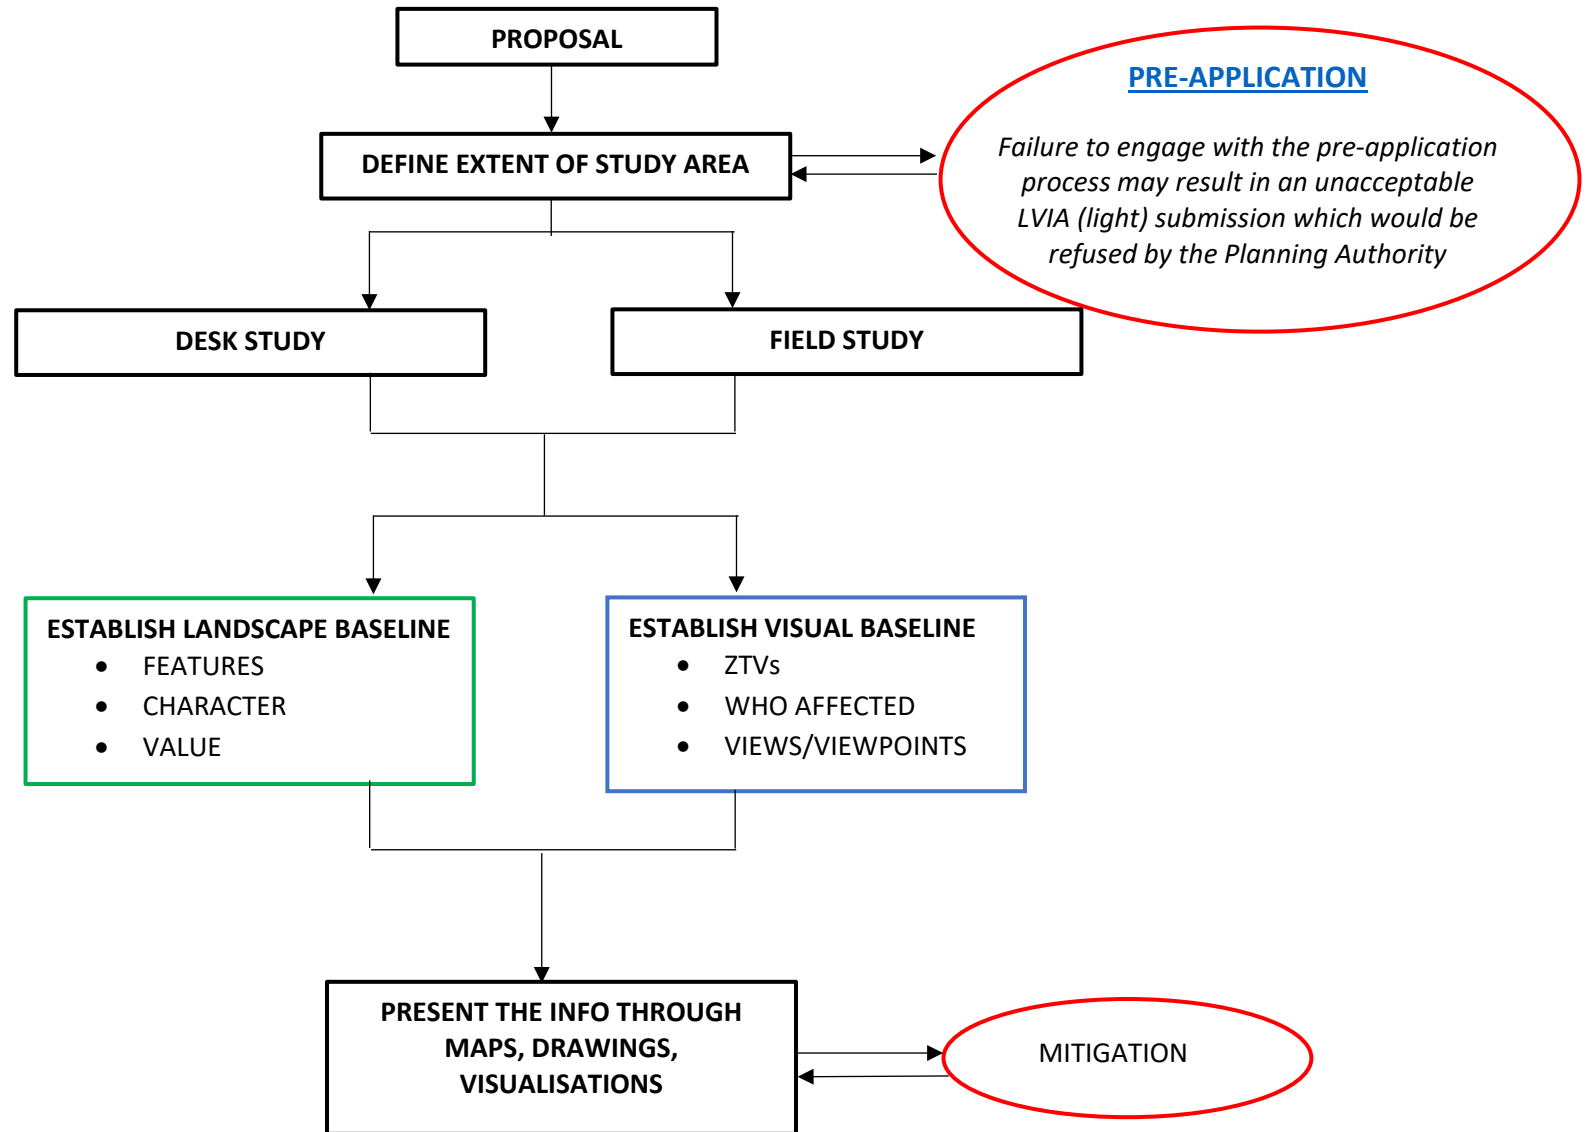 PROPOSAL
PRE-APPLICATION
DEFINE EXTENT OF STUDY AREA
Failure to engage with the pre-application
process may result in an unacceptable
LVIA (light) submission which would be
refused by the Planning Authority
DESK STUDY
FIELD STUDY
ESTABLISH LANDSCAPE BASELINE
• FEATURES
• CHARACTER
• VALUE
ESTABLISH VISUAL BASELINE
• ZTVs
• WHO AFFECTED
• VIEWS/VIEWPOINTS
PRESENT THE INFO THROUGH
MAPS, DRAWINGS,
VISUALISATIONS
MITIGATION